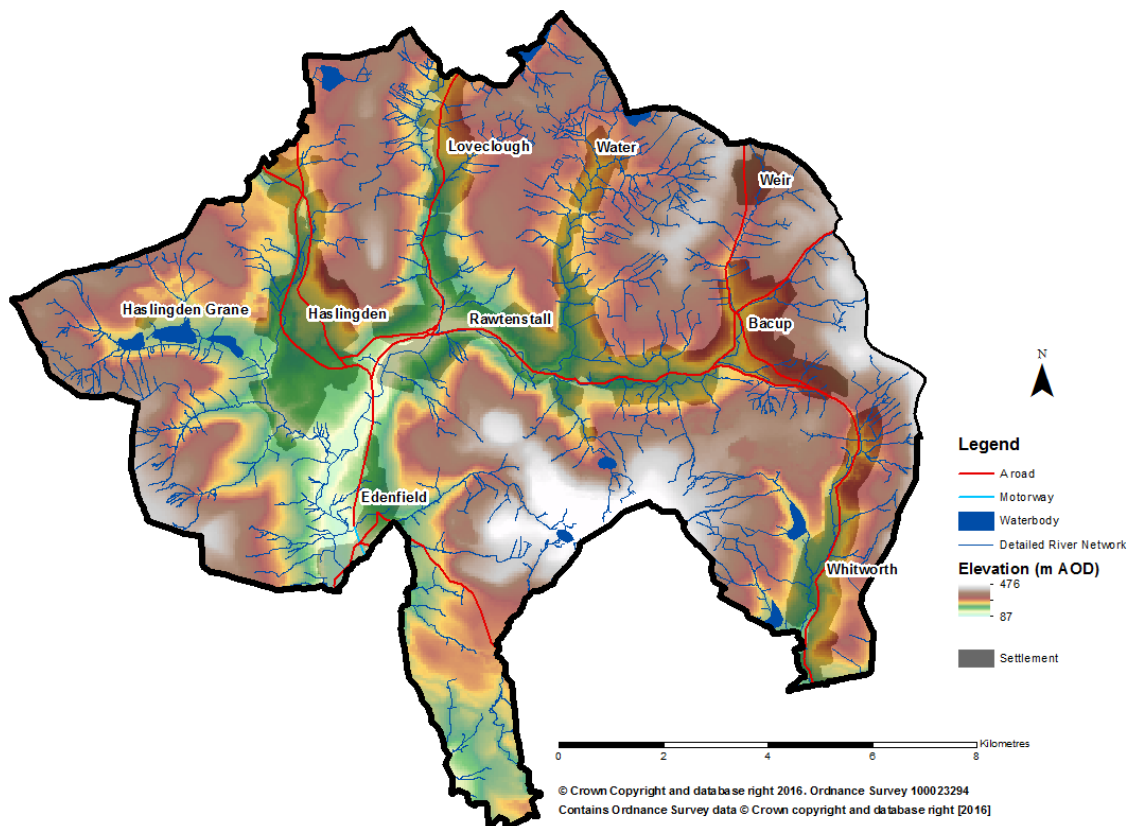 Loveclough
Water
Weir
Haslingden Grane
Haslingden
Rawtenstall
Bacup
Edenfield
Whitworth
N
Legend
A road
Motorway
Waterbody
Detailed River Network
Elevation (m AOD)
476
87
Settlement
Kilometres
0 2 4 6 8
© Crown Copyright and database right 2016. Ordnance Survey 100023294
Contains Ordnance Survey data © Crown copyright and database right [2016]